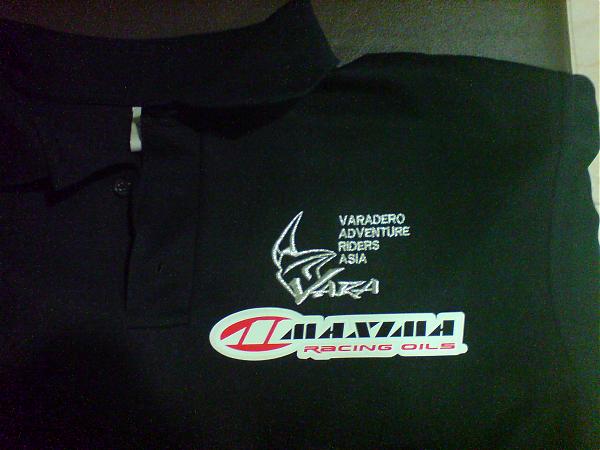 VARADERO
ADVENTURE
RIDERS
ASIA
VARA
MAXIMA
RACING OILS